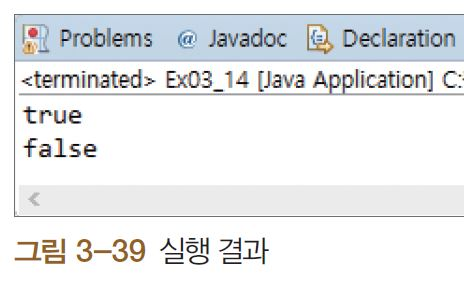 Problems @ Javadoc Declaration
<terminated> Ex03_14 [Java Application] C:
true
false
그림 3-39 실행 결과